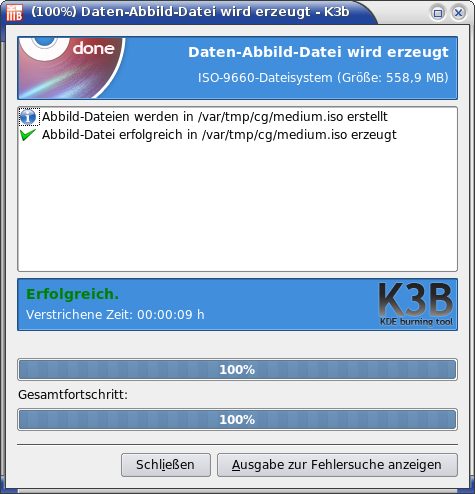 (100%) Daten-Abbild-Datei wird erzeugt - K3b
done
Daten-Abbild-Datei wird erzeugt
ISO-9660-Dateisystem (Größe: 558,9 MB)
Abbild-Dateien werden in /var/tmp/cg/medium.iso erstellt
Abbild-Datei erfolgreich in /var/tmp/cg/medium.iso erzeugt
Erfolgreich.
Verstrichene Zeit: 00:00:09 h
K3B
KDE burning tool
100%
Gesamtfortschritt:
100%
Schließen
Ausgabe zur Fehlersuche anzeigen